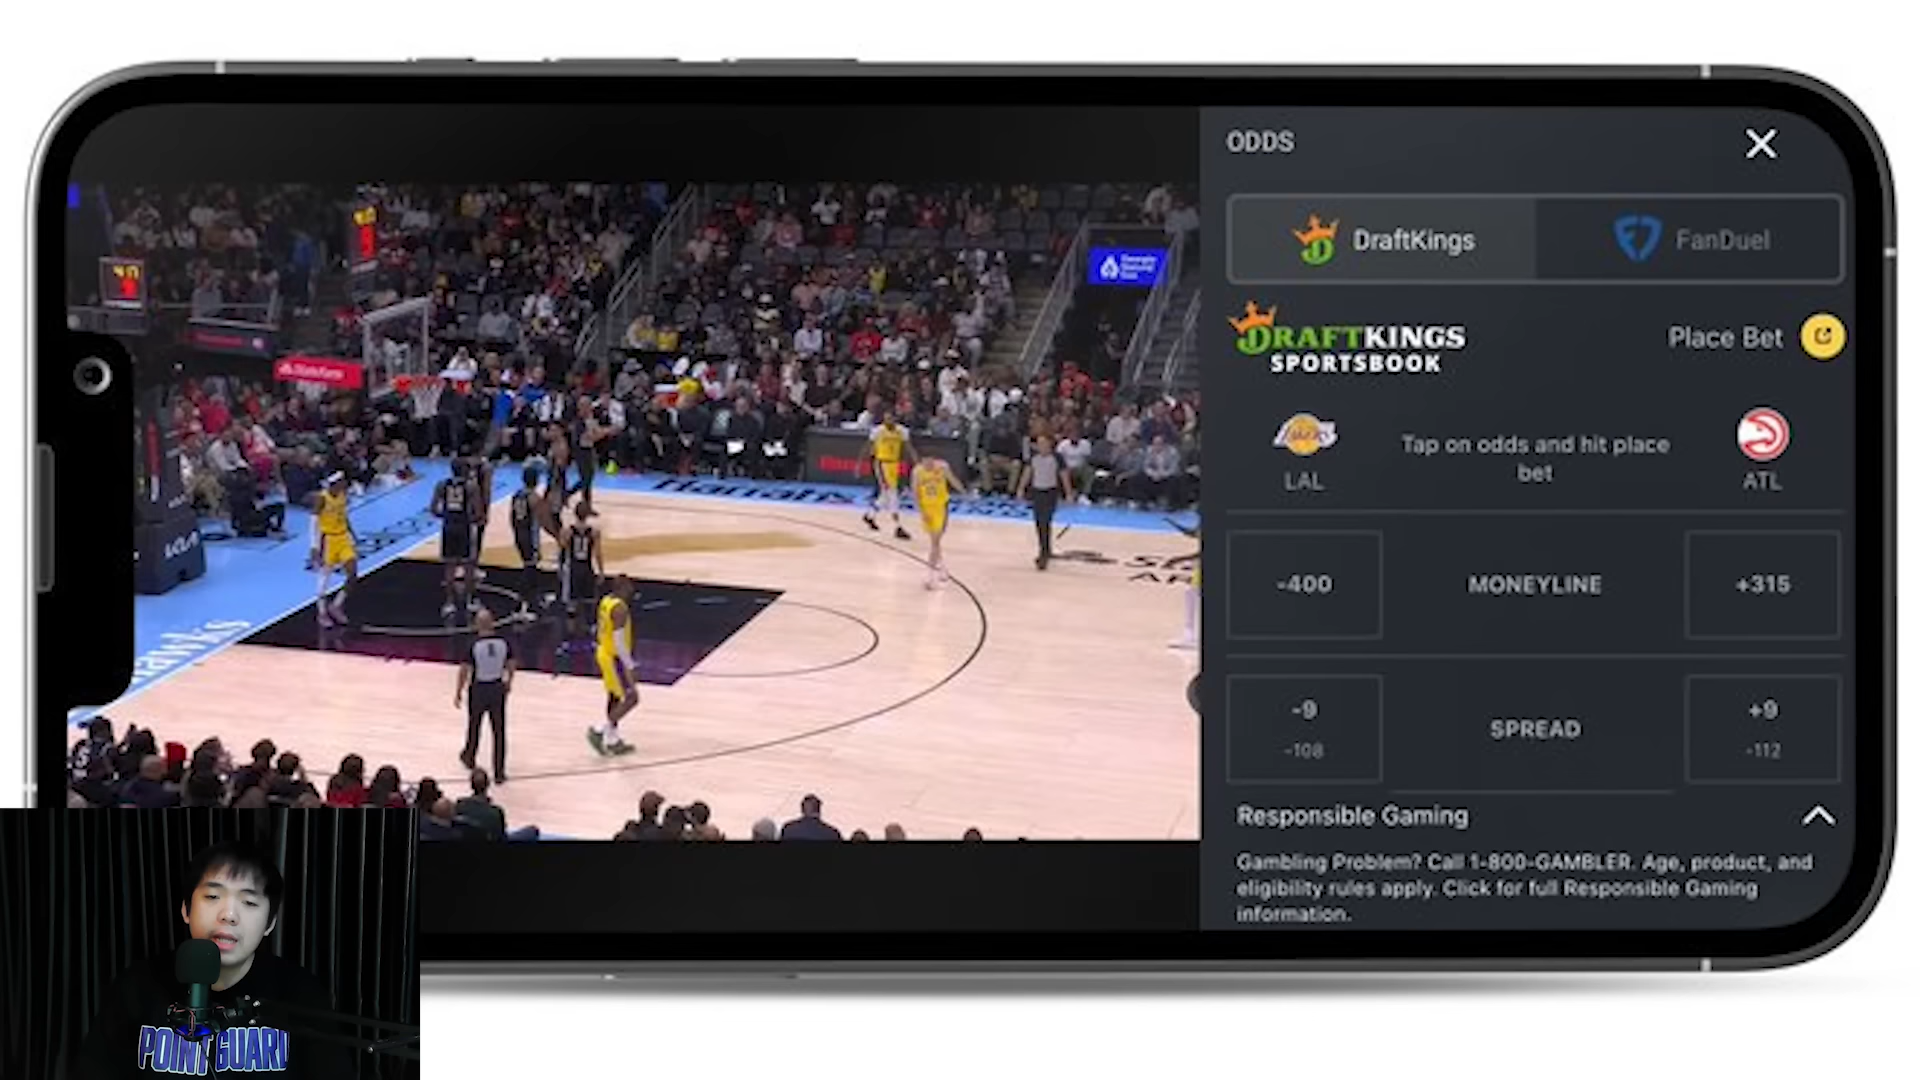 ODDS
DraftKings
FanDuel
DRAFTKINGS
SPORTSBOOK
Place Bet
LAL
Tap on odds and hit place
bet
ATL
-400
MONEYLINE
+315
-9
-108
SPREAD
+9
-112
Responsible Gaming
Gambling Problem? Call 1-800-GAMBLER. Age, product, and
eligibility rules apply. Click for full Responsible Gaming
information.
KIA
POINT GUARD